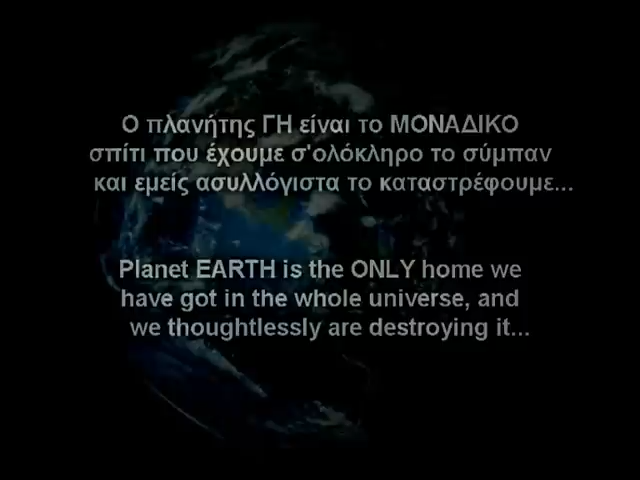 Ο πλανήτης ΓΗ είναι το ΜΟΝΑΔΙΚΟ
σπίτι που έχουμε σ'ολόκληρο το σύμπαν
και εμείς ασυλλόγιστα το καταστρέφουμε...
Planet EARTH is the ONLY home we
have got in the whole universe, and
we thoughtlessly are destroying it...